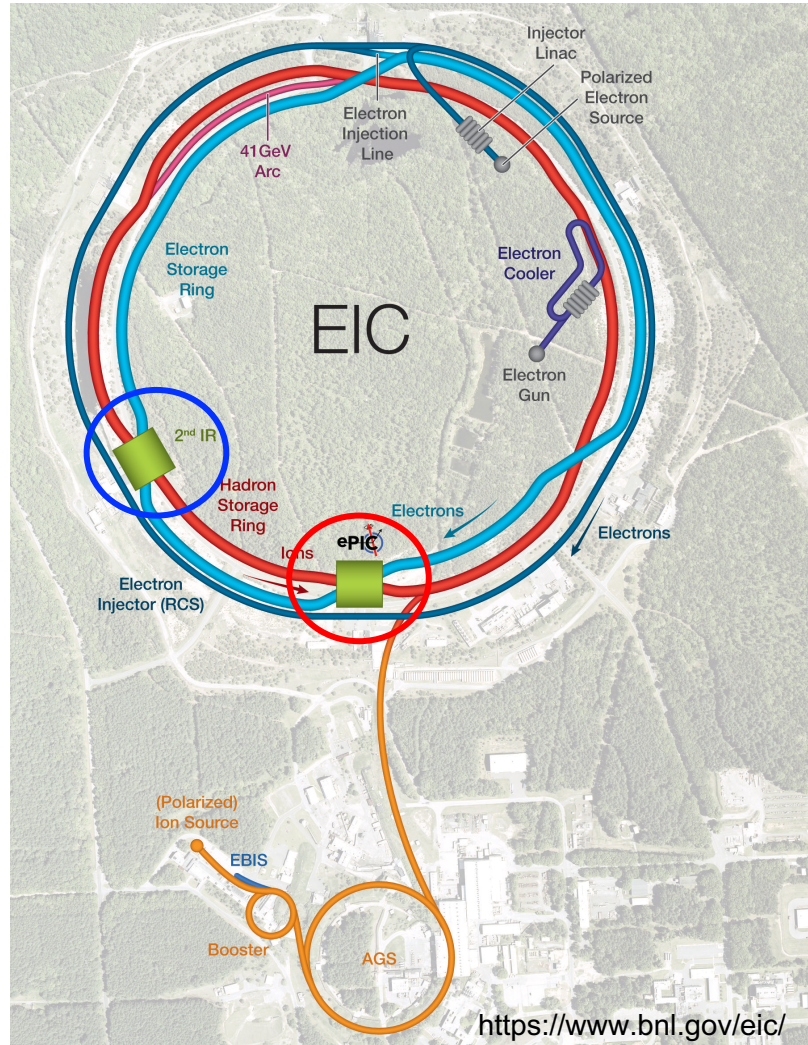 Injector
Linac
Polarized
Electron
Source
Electron
Injection
Line
41GeV
Arc
Electron
Storage
Ring
Electron
Cooler
EIC
Electron
Gun
2nd IR
Hadron
Storage
Ring
Electrons
Electrons
ePIC
Ions
Electron
Injector (RCS)
(Polarized)
Ion Source
EBIS
Booster
AGS
https://www.bnl.gov/eic/